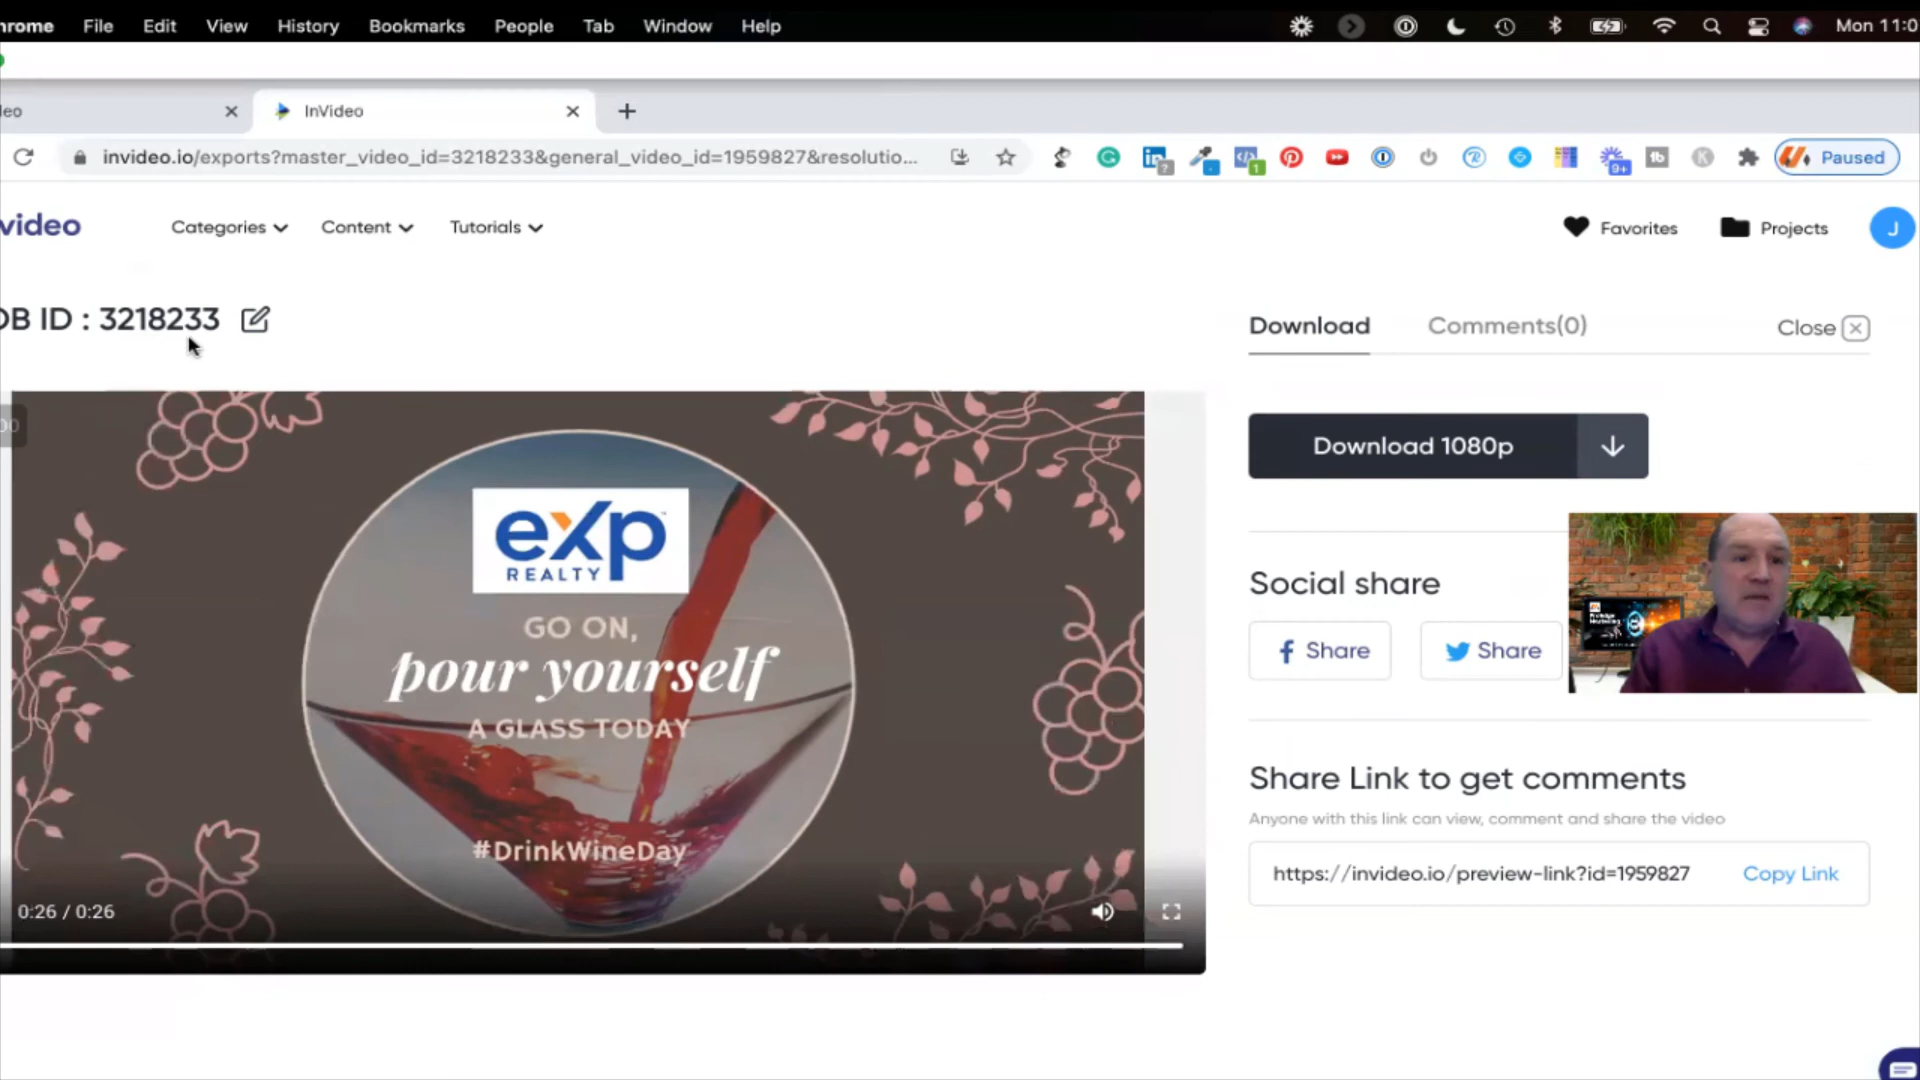 hrome File Edit View History Bookmarks People Tab Window Help Mon 11:0
leo InVideo
invideo.io/exports?master_video_id=3218233&general_video_id=1959827&resolutio... Paused
video Categories Content Tutorials Favorites Projects J
OB ID : 3218233
Download Comments(0) Close
00
Download 1080p
exp
REALTY
GO ON,
pour yourself
A GLASS TODAY
#DrinkWineDay
0:26 / 0:26
Social share
Share Share
Share Link to get comments
Anyone with this link can view, comment and share the video
https://invideo.io/preview-link?id=1959827 Copy Link